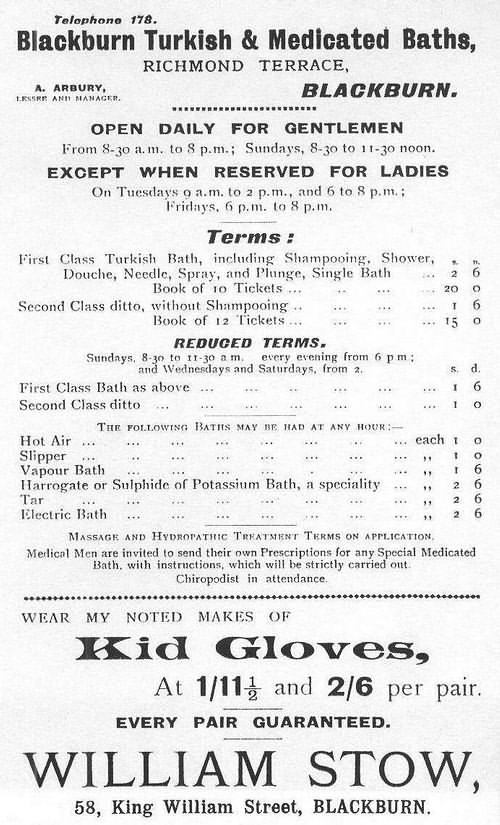 Telephone 178.
Blackburn Turkish & Medicated Baths,
RICHMOND TERRACE,
A. ARBURY,
LESSEE AND MANAGER.
BLACKBURN.
OPEN DAILY FOR GENTLEMEN
From 8-30 a.m. to 8 p.m.; Sundays, 8-30 to 11-30 noon.
EXCEPT WHEN RESERVED FOR LADIES
On Tuesdays 9 a.m. to 2 p.m., and 6 to 8 p.m.;
Fridays, 6 p.m. to 8 p.m.
Terms:
First Class Turkish Bath, including Shampooing, Shower, s. D.
Douche, Needle, Spray, and Plunge, Single Bath ... 2 6
Book of 10 Tickets ... .. ... ... 20 0
Second Class ditto, without Shampooing .. ... ... ... 1 6
Book of 12 Tickets ... ... ... ... 15 0
REDUCED TERMS.
Sundays, 8-30 to 11-30 a m. every evening from 6 p m;
and Wednesdays and Saturdays, from 2. s. d.
First Class Bath as above ... ... ... ... ... ... 1 6
Second Class ditto ... ... ... ... ... ... ... 1 0
THE FOLLOWING BATHS MAY BE HAD AT ANY HOUR:—
Hot Air ... ... ... ... ... ... ... ... each 1 0
Slipper .. ... ... ... ... ... ... ... ,, 1 0
Vapour Bath ... ... ... . ... ... ,, 1 6
Harrogate or Sulphide of Potassium Bath, a speciality ... ,, 2 6
Tar ... ... ... ... ... ... ... ... ,, 2 6
Electric Bath ... ... ... ... ... ... ... ,, 2 6
MASSAGE AND HYDROPATHIC TREATMENT TERMS ON APPLICATION.
Medical Men are invited to send their own Prescriptions for any Special Medicated
Bath, with instructions, which will be strictly carried out.
Chiropodist in attendance.
WEAR MY NOTED MAKES OF
Kid Gloves,
At 1/11½ and 2/6 per pair.
EVERY PAIR GUARANTEED.
WILLIAM STOW,
58, King William Street, BLACKBURN.